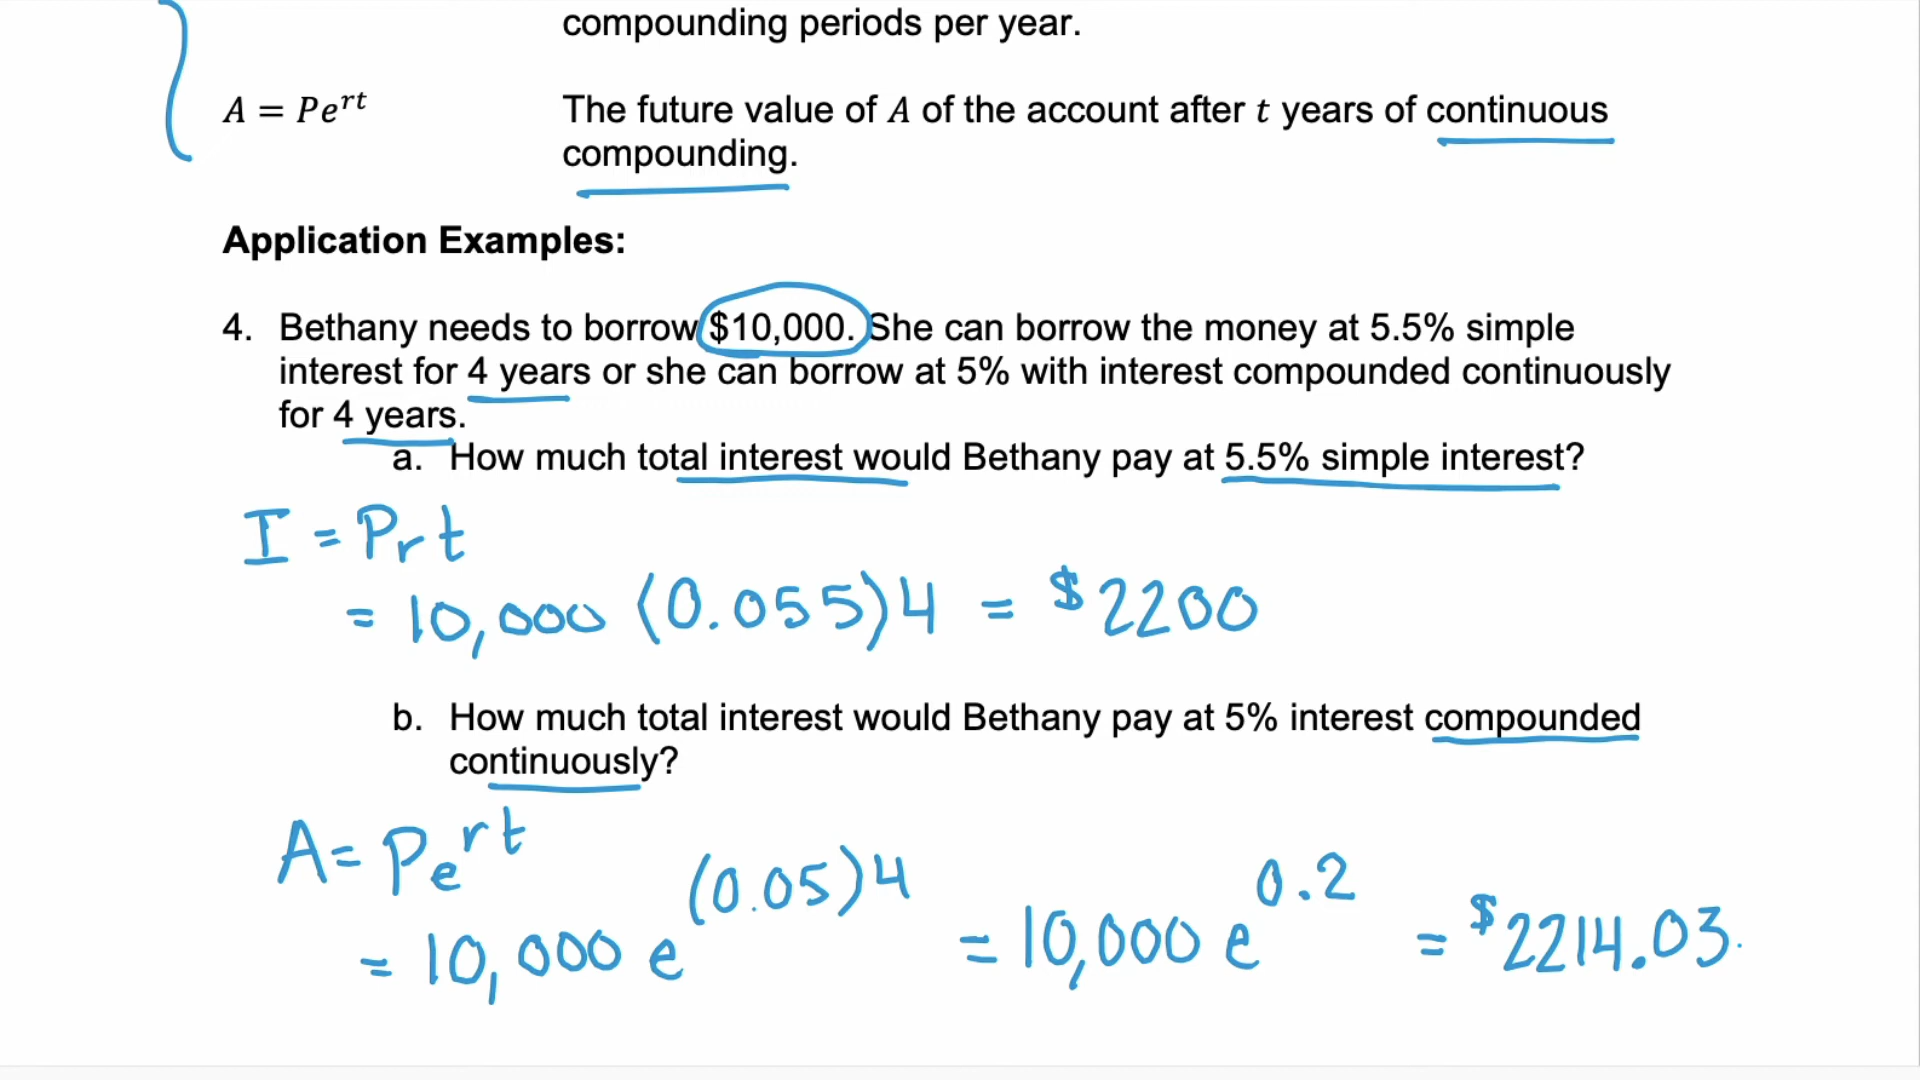 compounding periods per year.
A = Pe^{rt} The future value of A of the account after t years of continuous
compounding.
Application Examples:
4. Bethany needs to borrow $10,000. She can borrow the money at 5.5% simple
interest for 4 years or she can borrow at 5% with interest compounded continuously
for 4 years.
a. How much total interest would Bethany pay at 5.5% simple interest?
I = Prt
= 10,000 (0.055)4 = $2200
b. How much total interest would Bethany pay at 5% interest compounded
continuously?
A = Pe^{rt}
= 10,000 e^{(0.05)4} = 10,000 e^{0.2} = $2214.03.